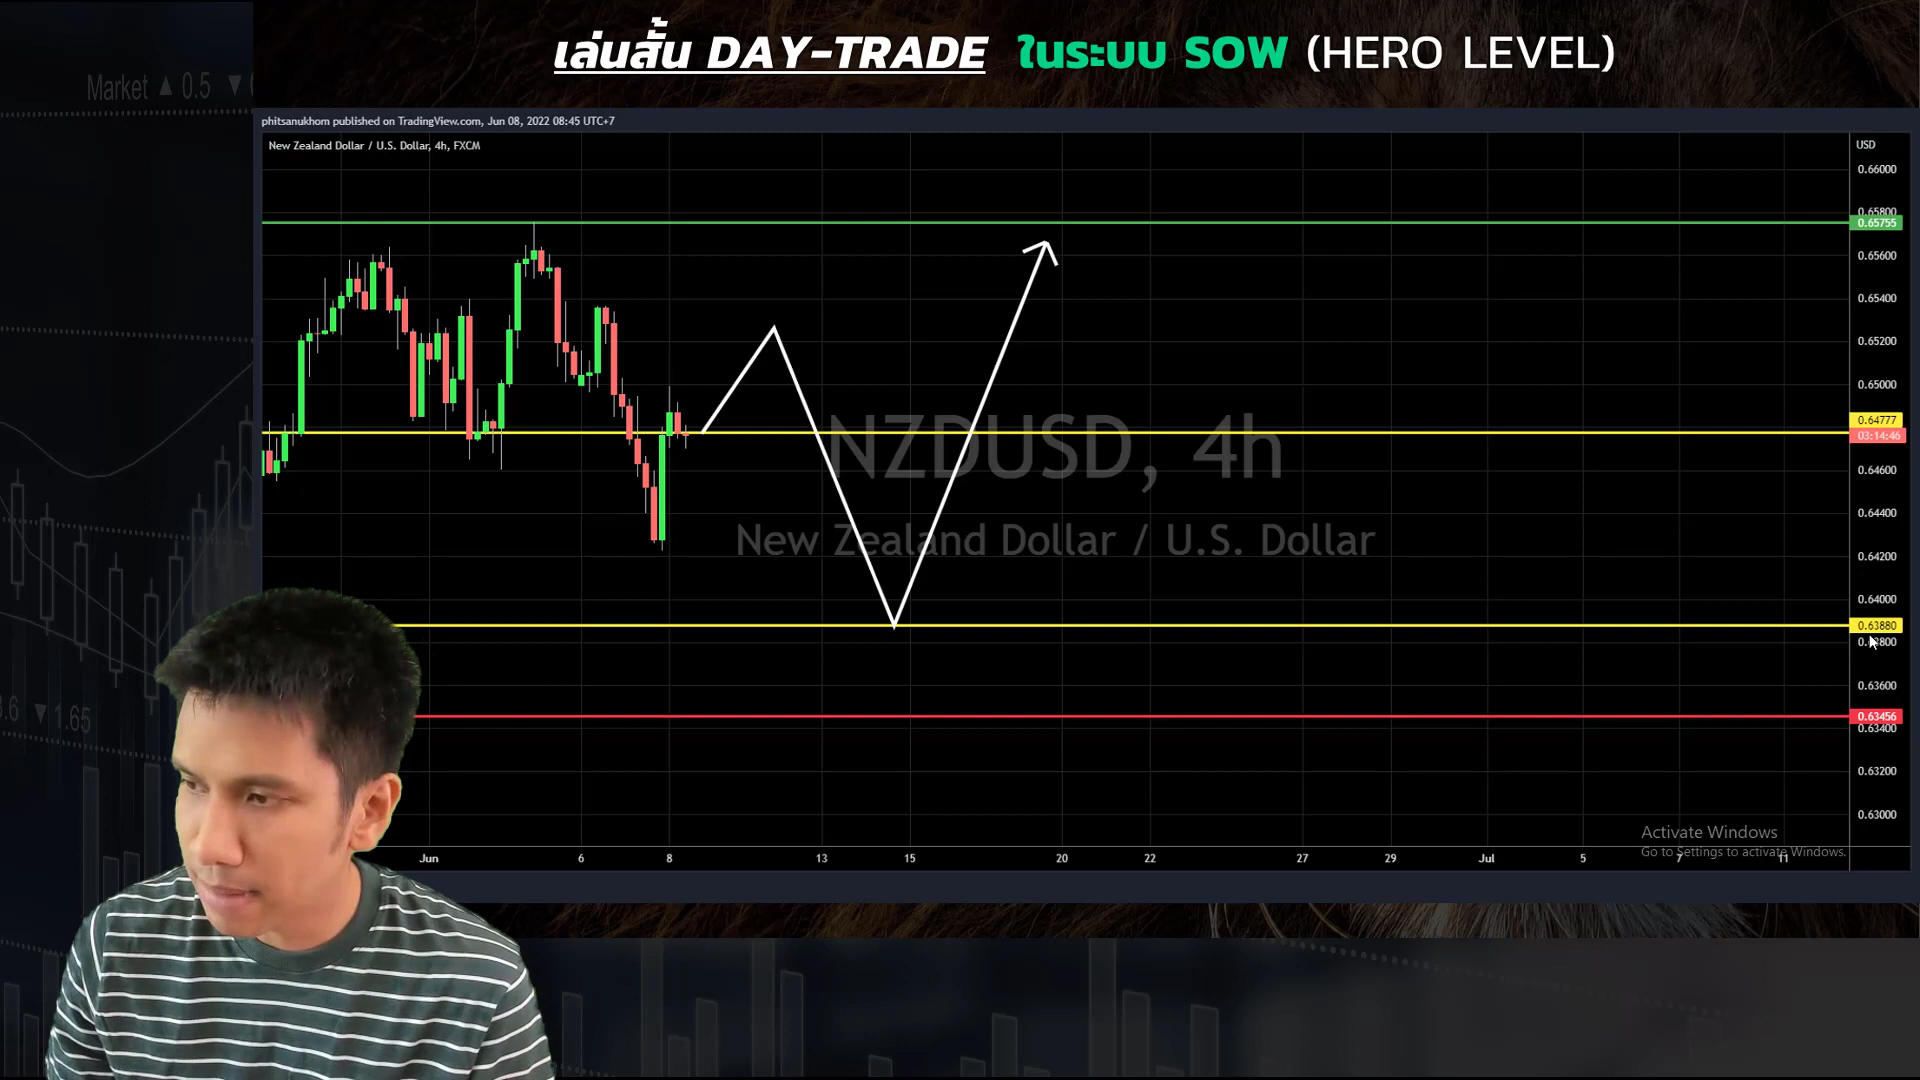 เล่นสั้น DAY-TRADE ในระบบ SOW (HERO LEVEL)
Market ▲ 0.5 ▼
phitsanukhom published on TradingView.com, Jun 08, 2022 08:45 UTC+7
New Zealand Dollar / U.S. Dollar, 4h, FXCM
USD
0.66000
0.65800
0.65755
0.65600
0.65400
0.65200
0.65000
0.64777
03:14:46
0.64600
0.64400
0.64200
0.64000
0.63880
0.63800
0.63600
0.63456
0.63400
0.63200
0.63000
NZDUSD, 4h
New Zealand Dollar / U.S. Dollar
▼ 1.65
Activate Windows
Go to Settings to activate Windows.
Jun 6 8 13 15 20 22 27 29 Jul 5 7 11